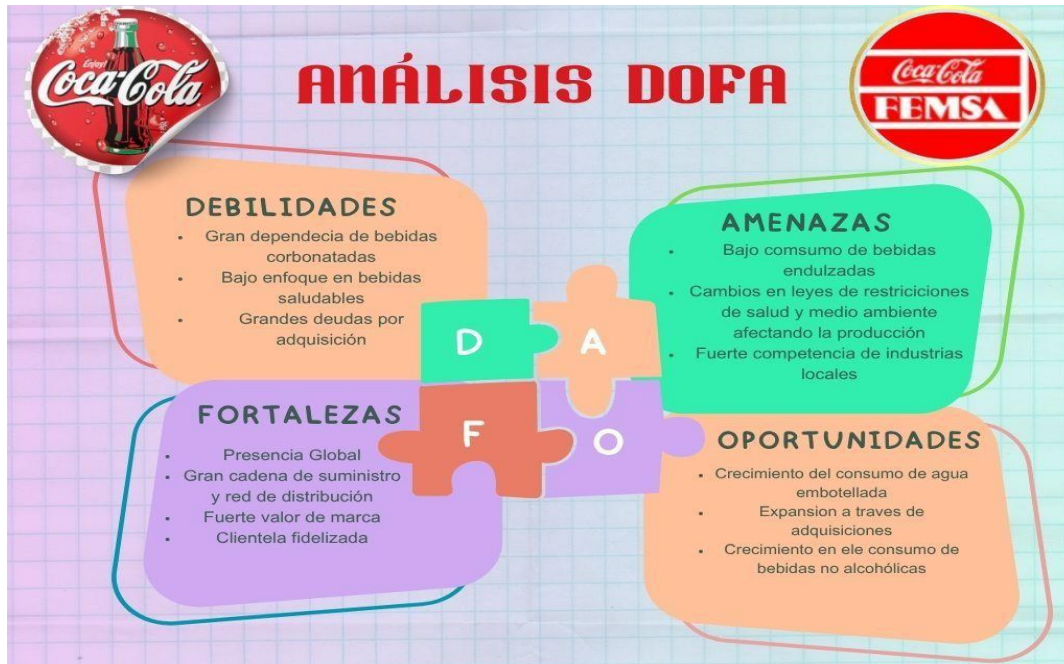 Enjoy
Coca-Cola
ANÁLISIS DOFA
Coca-Cola
FEMSA
DEBILIDADES
• Gran dependecia de bebidas
corbonatadas
• Bajo enfoque en bebidas
saludables
• Grandes deudas por
adquisición
AMENAZAS
• Bajo comsumo de bebidas
endulzadas
• Cambios en leyes de restriciciones
de salud y medio ambiente
afectando la producción
• Fuerte competencia de industrias
locales
D
A
F
O
FORTALEZAS
• Presencia Global
• Gran cadena de suministro
y red de distribución
• Fuerte valor de marca
• Clientela fidelizada
OPORTUNIDADES
• Crecimiento del consumo de agua
embotellada
• Expansion a traves de
adquisiciones
• Crecimiento en ele consumo de
bebidas no alcohólicas